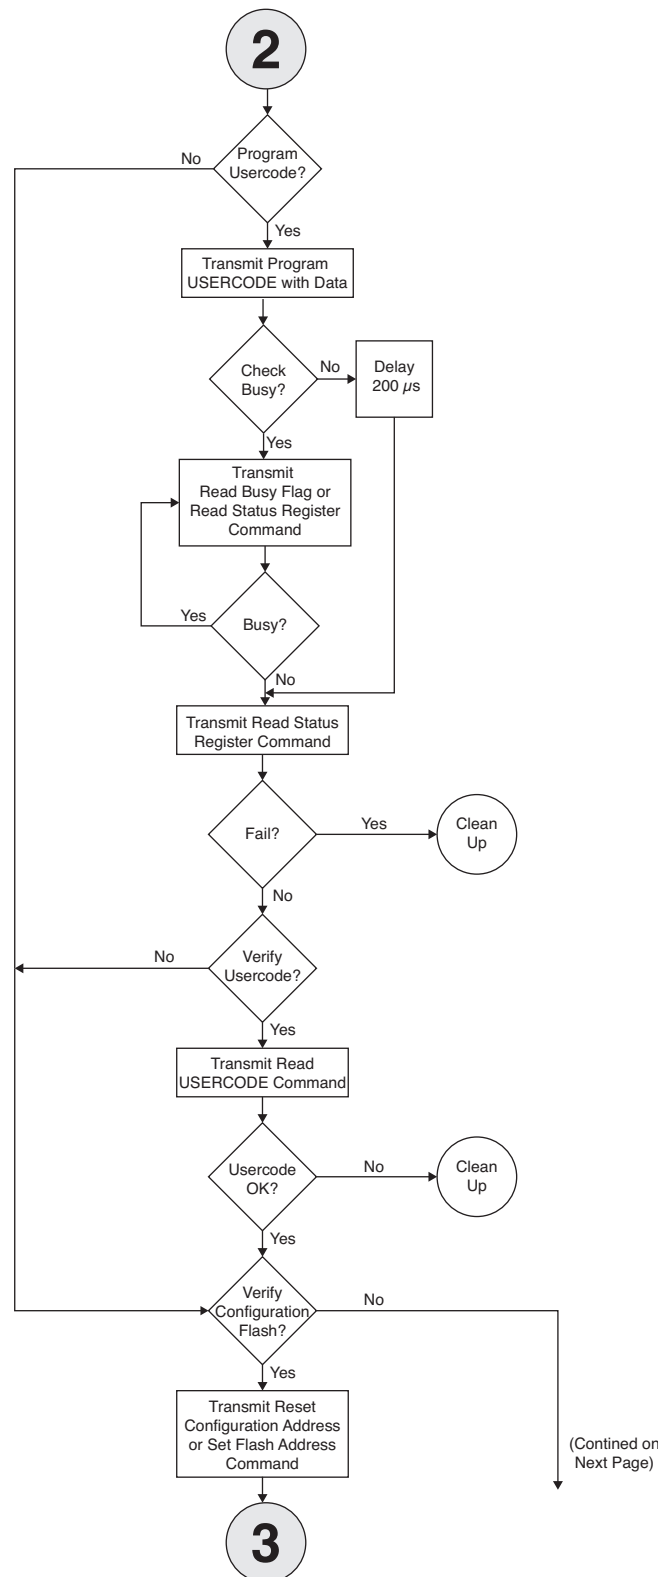 2
No
Program
Usercode?
Yes
Transmit Program
USERCODE with Data
Check
Busy?
No
Delay
200 µs
Yes
Transmit
Read Busy Flag or
Read Status Register
Command
Yes
Busy?
No
Transmit Read Status
Register Command
Fail?
Yes
Clean
Up
No
No
Verify
Usercode?
Yes
Transmit Read
USERCODE Command
Usercode
OK?
No
Clean
Up
Yes
Verify
Configuration
Flash?
No
Yes
Transmit Reset
Configuration Address
or Set Flash Address
Command
(Contined on
Next Page)
3